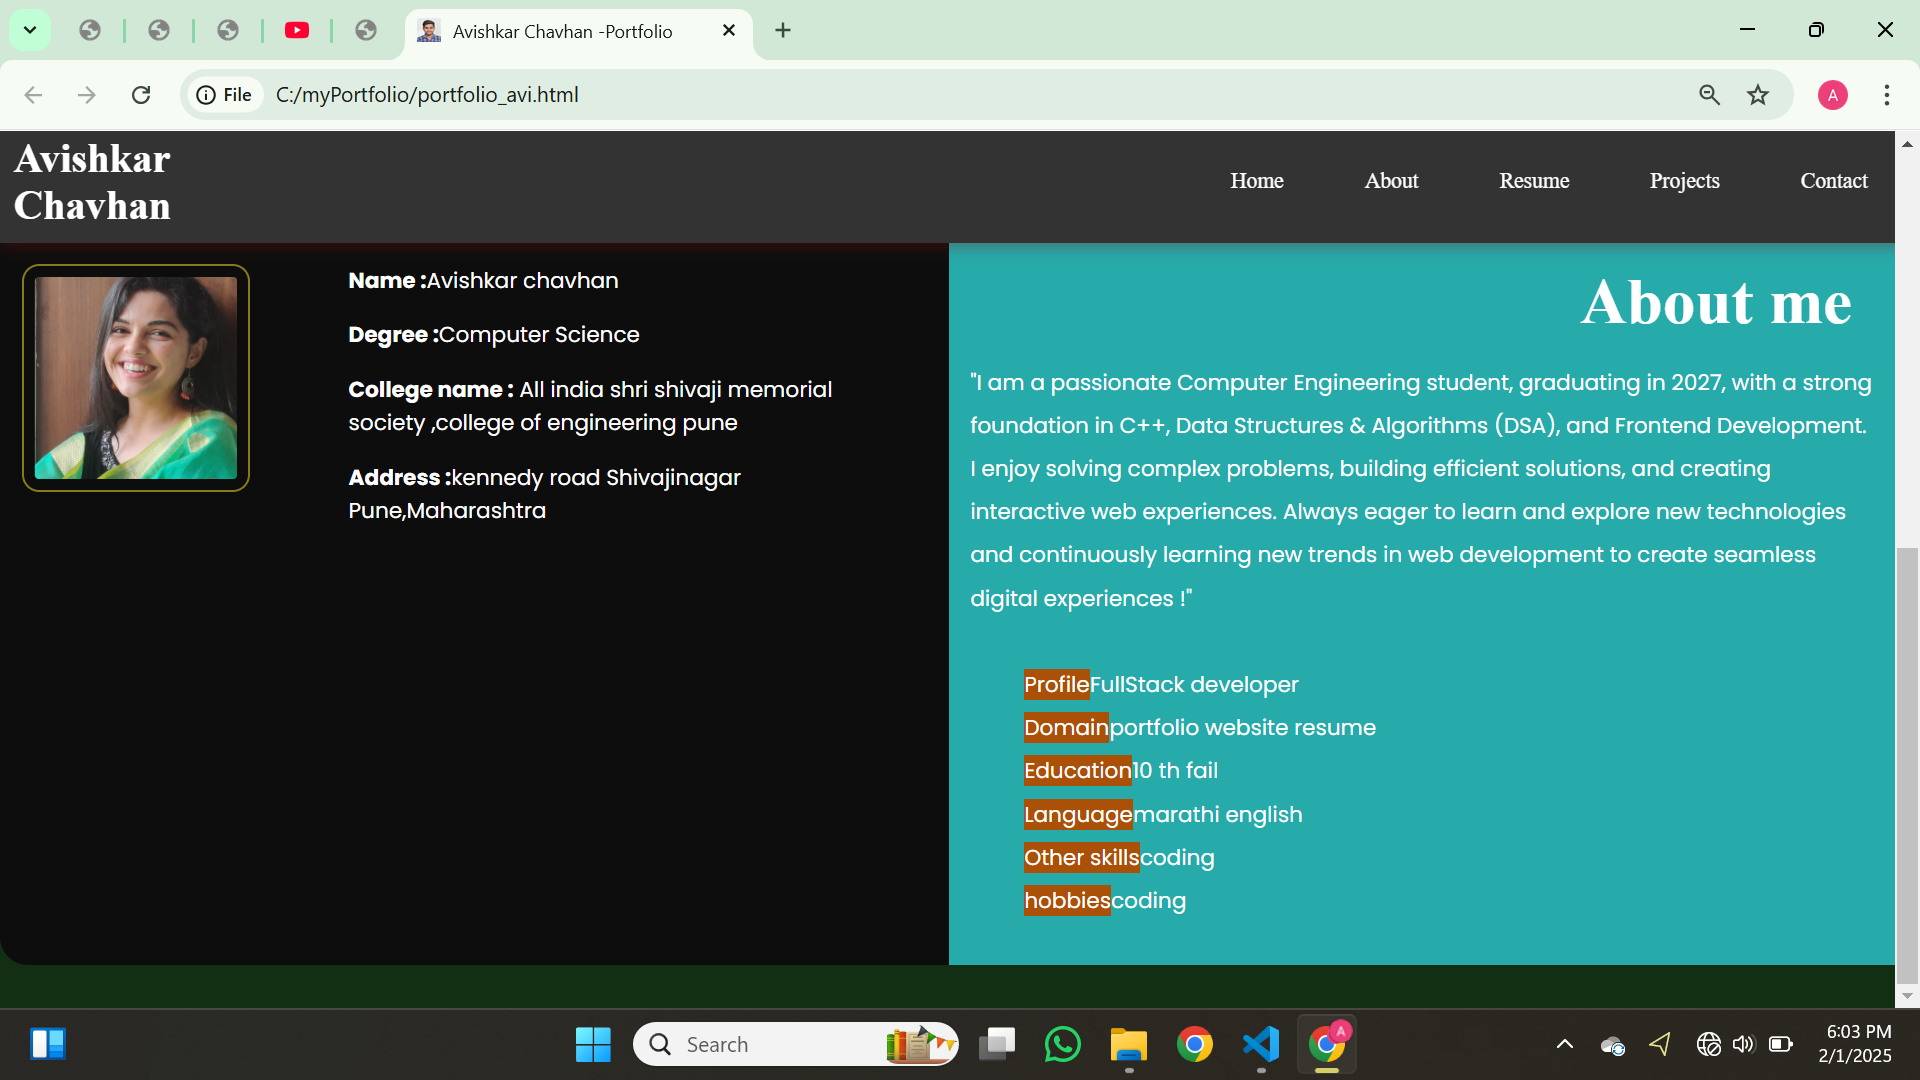 Avishkar Chavhan -Portfolio
File
C:/myPortfolio/portfolio_avi.html
A
Avishkar
Chavhan
Home
About
Resume
Projects
Contact
Name :Avishkar chavhan
Degree :Computer Science
College name : All india shri shivaji memorial
society ,college of engineering pune
Address :kennedy road Shivajinagar
Pune,Maharashtra
About me
"I am a passionate Computer Engineering student, graduating in 2027, with a strong
foundation in C++, Data Structures & Algorithms (DSA), and Frontend Development.
I enjoy solving complex problems, building efficient solutions, and creating
interactive web experiences. Always eager to learn and explore new technologies
and continuously learning new trends in web development to create seamless
digital experiences !"
ProfileFullStack developer
Domainportfolio website resume
Education10 th fail
Languagemarathi english
Other skillscoding
hobbiescoding
Search
A
6:03 PM
2/1/2025